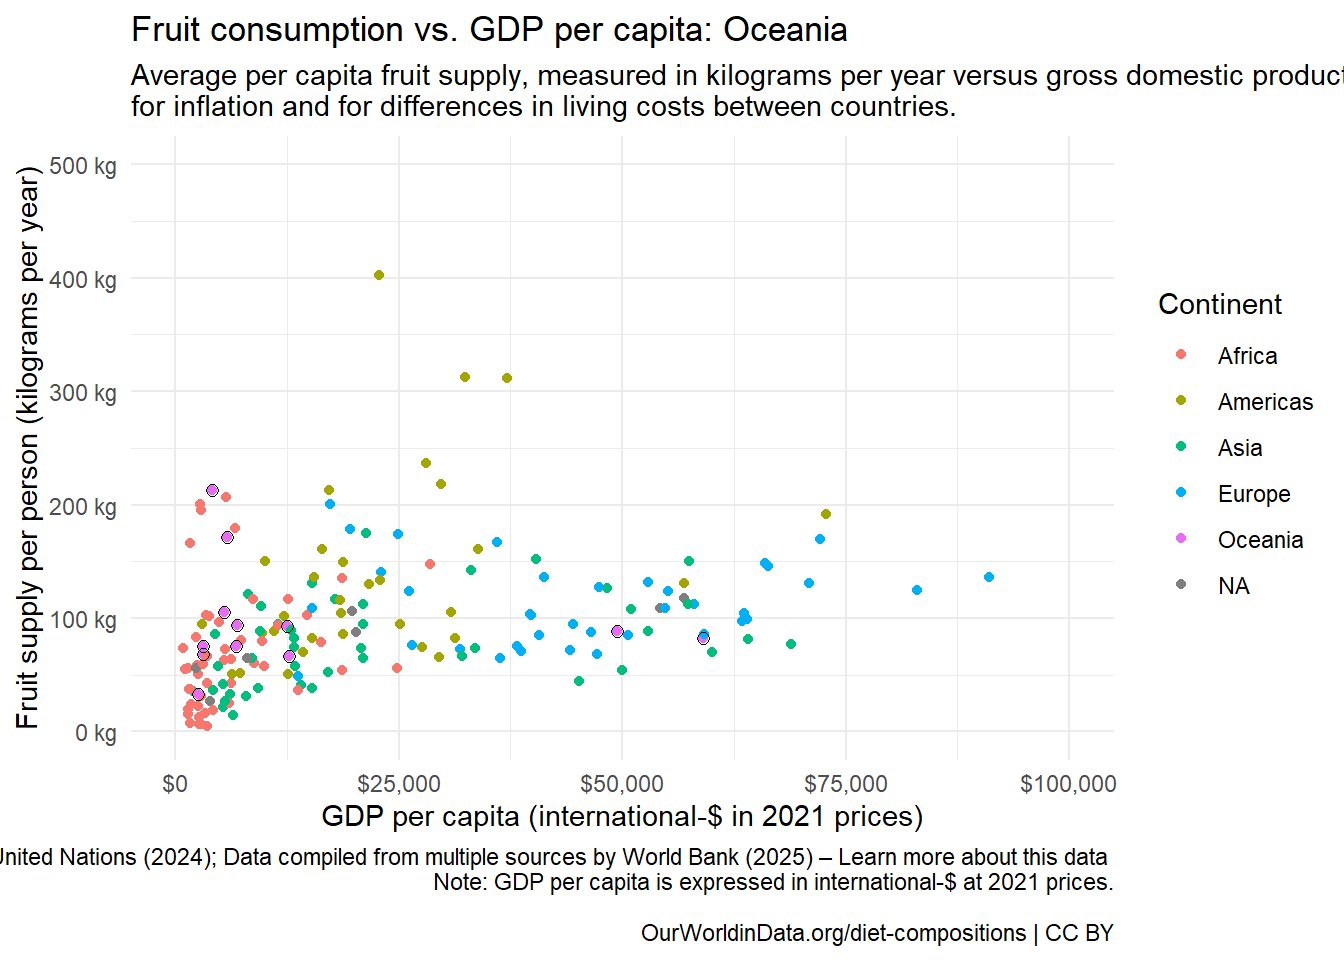 Fruit consumption vs. GDP per capita: Oceania
Average per capita fruit supply, measured in kilograms per year versus gross domestic product
for inflation and for differences in living costs between countries.
Fruit supply per person (kilograms per year)
500 kg
400 kg
300 kg
200 kg
100 kg
0 kg
$0
$25,000
$50,000
$75,000
$100,000
GDP per capita (international-$ in 2021 prices)
Continent
Africa
Americas
Asia
Europe
Oceania
NA
United Nations (2024); Data compiled from multiple sources by World Bank (2025) – Learn more about this data
Note: GDP per capita is expressed in international-$ at 2021 prices.
OurWorldinData.org/diet-compositions | CC BY